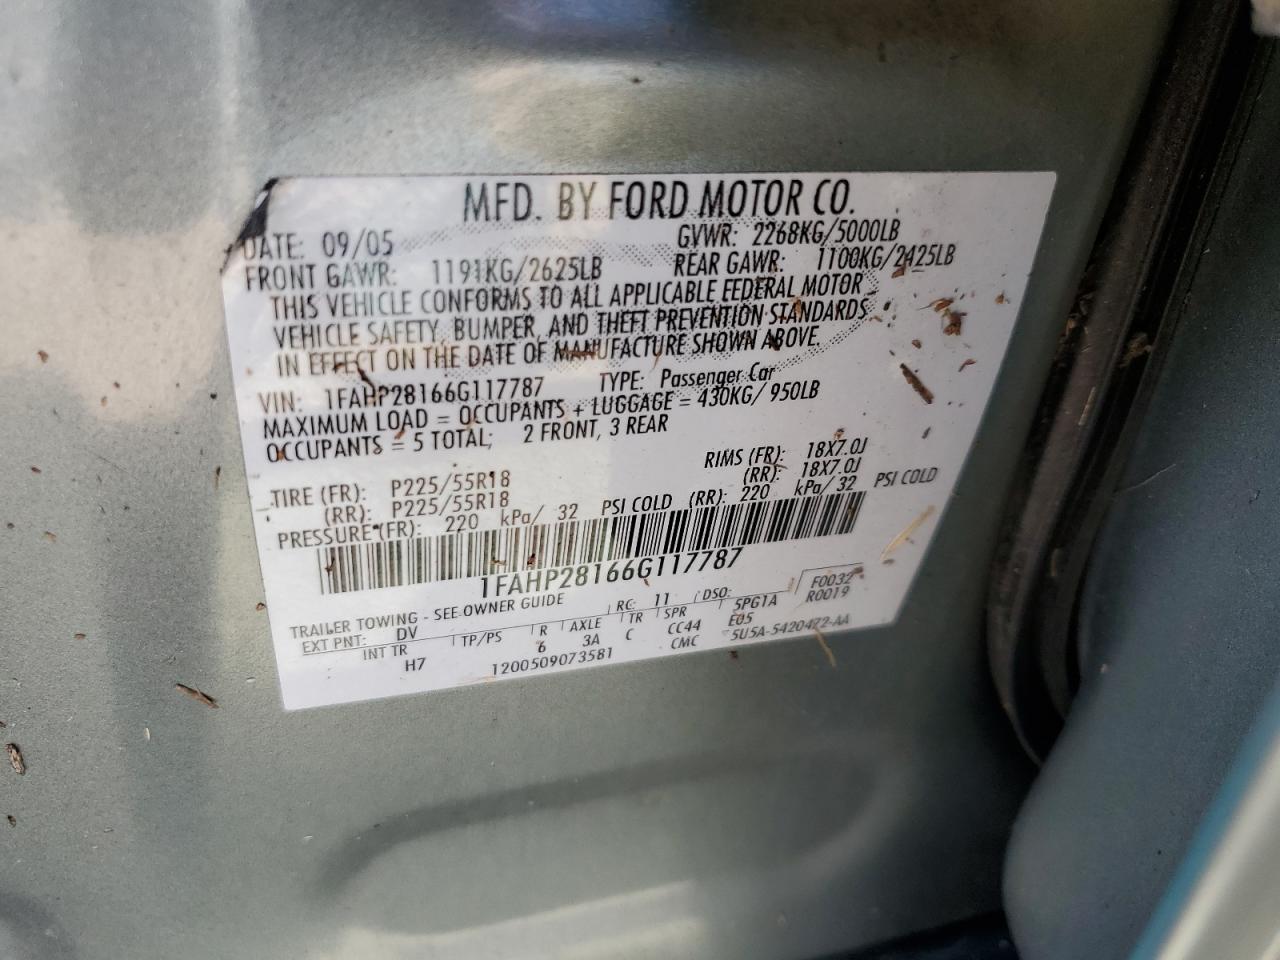 MFD. BY FORD MOTOR CO.
DATE: 09/05 GVWR: 2268KG/5000LB
FRONT GAWR: 1191KG/2625LB REAR GAWR: 1100KG/2425LB
THIS VEHICLE CONFORMS TO ALL APPLICABLE FEDERAL MOTOR
VEHICLE SAFETY, BUMPER, AND THEFT PREVENTION STANDARDS
IN EFFECT ON THE DATE OF MANUFACTURE SHOWN ABOVE.
VIN: 1FAHP28166G117787 TYPE: Passenger Car
MAXIMUM LOAD = OCCUPANTS + LUGGAGE = 430KG/950LB
OCCUPANTS = 5 TOTAL; 2 FRONT, 3 REAR
TIRE (FR): P225/55R18 RIMS (FR): 18X7.0J
(RR): P225/55R18 (RR): 18X7.0J
PRESSURE (FR): 220 kPa/ 32 PSI COLD (RR): 220 kPa/32 PSI COLD
1FAHP28166G117787
TRAILER TOWING - SEE OWNER GUIDE
EXT PNT: DV RC: 11 DSO: F0032
INT TR TP/PS R AXLE TR SPR 5PG1A R0019
H7 6 3A C CC44 E05
1200509073581 CMC 5U5A-5420472-AA